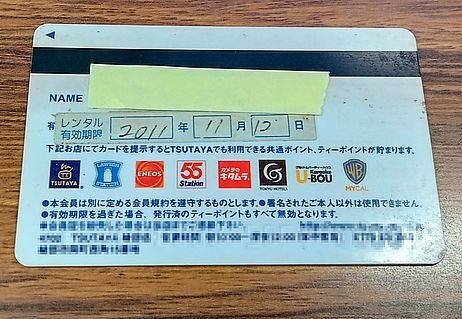 NAME
レンタル
有効期限 2011 年 11 月 12 日
下記お店にてカードを提示するとTSUTAYAでも利用できる共通ポイント、ティーポイントが貯まります。
TSUTAYA LAWSON ENEOS 55 Station カメラのキタムラ TOKYU HOTELS Karaoke U-BOU WB MYCAL
●本会員は別に定める会員規約を遵守するものとします。●署名されたご本人以外は使用できません。
●有効期限を過ぎた場合、発行済のティーポイントもすべて無効となります。